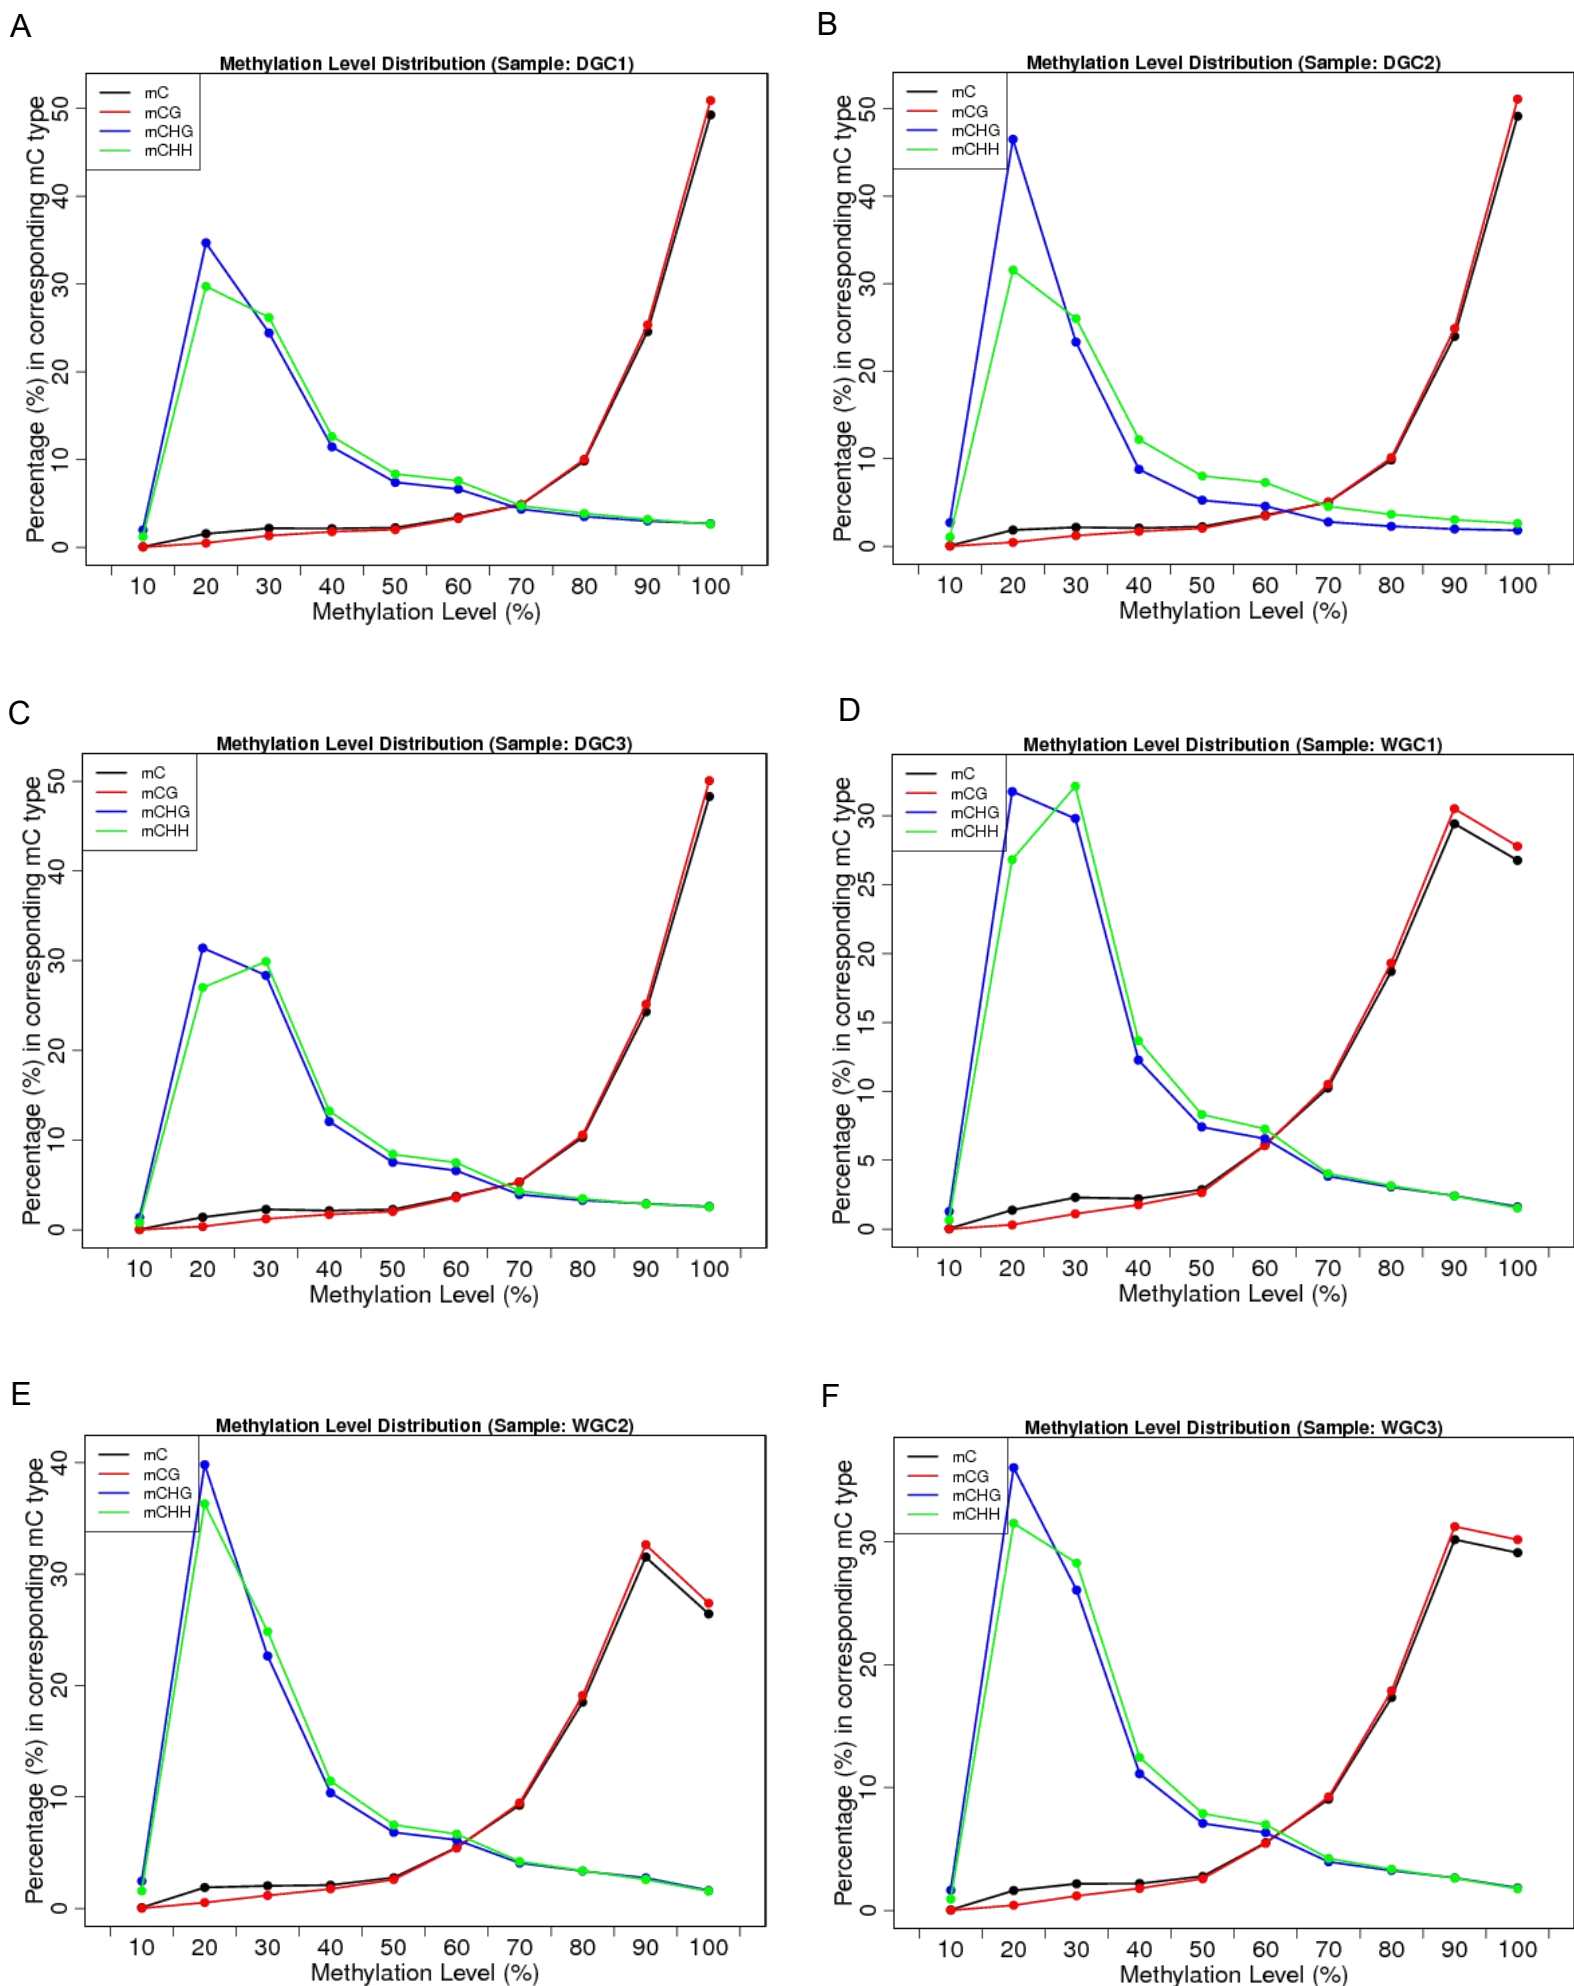 A
Methylation Level Distribution (Sample: DGC1)
mC
mCG
mCHG
mCHH
Percentage (%) in corresponding mC type
0 10 20 30 40 50
10 20 30 40 50 60 70 80 90 100
Methylation Level (%)
B
Methylation Level Distribution (Sample: DGC2)
mC
mCG
mCHG
mCHH
Percentage (%) in corresponding mC type
0 10 20 30 40 50
10 20 30 40 50 60 70 80 90 100
Methylation Level (%)
C
Methylation Level Distribution (Sample: DGC3)
mC
mCG
mCHG
mCHH
Percentage (%) in corresponding mC type
0 10 20 30 40 50
10 20 30 40 50 60 70 80 90 100
Methylation Level (%)
D
Methylation Level Distribution (Sample: WGC1)
mC
mCG
mCHG
mCHH
Percentage (%) in corresponding mC type
0 5 10 15 20 25 30
10 20 30 40 50 60 70 80 90 100
Methylation Level (%)
E
Methylation Level Distribution (Sample: WGC2)
mC
mCG
mCHG
mCHH
Percentage (%) in corresponding mC type
0 10 20 30 40
10 20 30 40 50 60 70 80 90 100
Methylation Level (%)
F
Methylation Level Distribution (Sample: WGC3)
mC
mCG
mCHG
mCHH
Percentage (%) in corresponding mC type
0 10 20 30
10 20 30 40 50 60 70 80 90 100
Methylation Level (%)